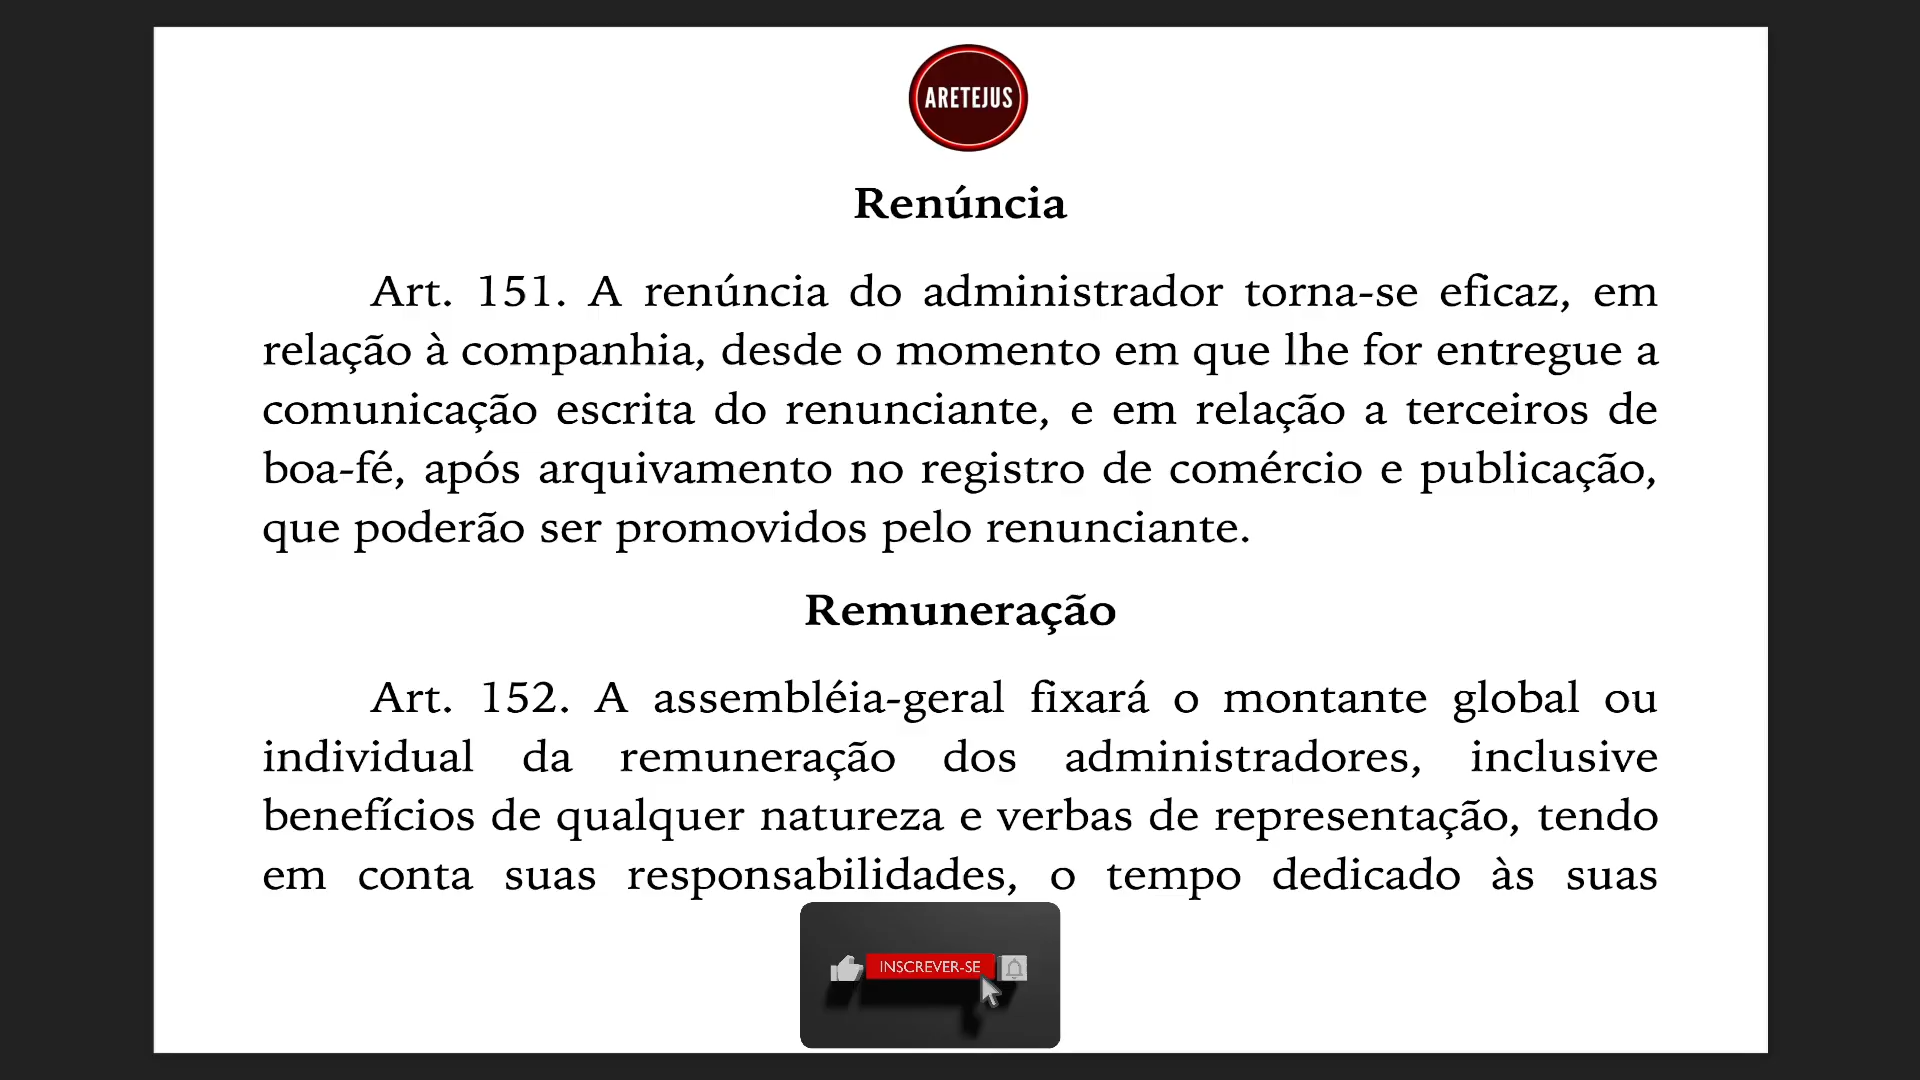 ARETEJUS
Renúncia
Art. 151. A renúncia do administrador torna-se eficaz, em
relação à companhia, desde o momento em que lhe for entregue a
comunicação escrita do renunciante, e em relação a terceiros de
boa-fé, após arquivamento no registro de comércio e publicação,
que poderão ser promovidos pelo renunciante.
Remuneração
Art. 152. A assembléia-geral fixará o montante global ou
individual da remuneração dos administradores, inclusive
benefícios de qualquer natureza e verbas de representação, tendo
em conta suas responsabilidades, o tempo dedicado às suas
INSCREVER-SE